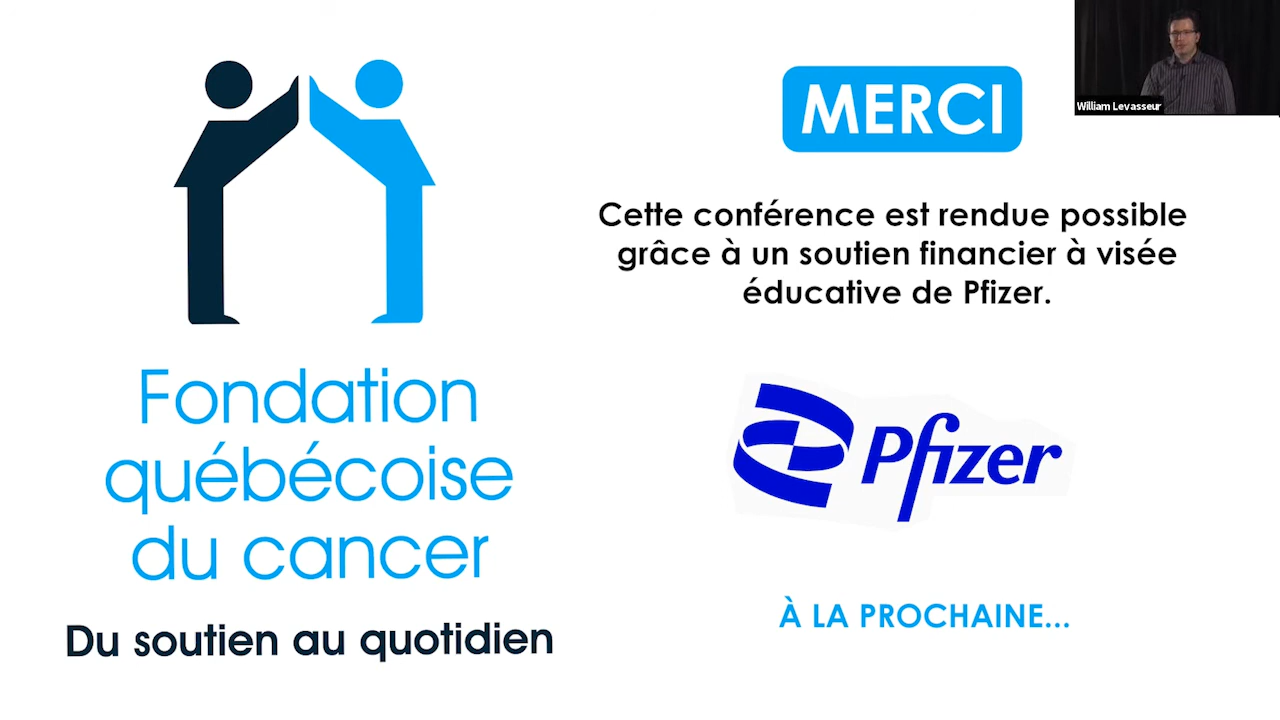 William Levasseur
MERCI
Cette conférence est rendue possible
grâce à un soutien financier à visée
éducative de Pfizer.
Pfizer
À LA PROCHAINE...
Fondation
québécoise
du cancer
Du soutien au quotidien